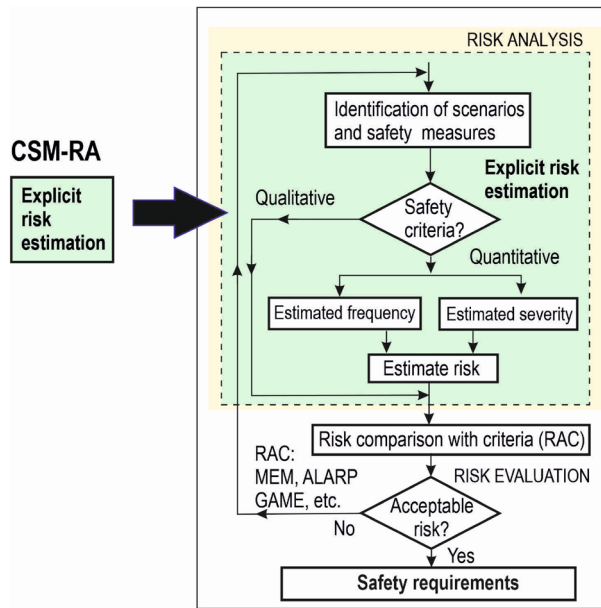 RISK ANALYSIS
Identification of scenarios
and safety measures
CSM-RA
Explicit
risk
estimation
Explicit risk
estimation
Qualitative
Safety
criteria?
Quantitative
Estimated frequency
Estimated severity
Estimate risk
Risk comparison with criteria (RAC)
RAC:
MEM, ALARP
GAME, etc.
RISK EVALUATION
Acceptable
risk?
No
Yes
Safety requirements